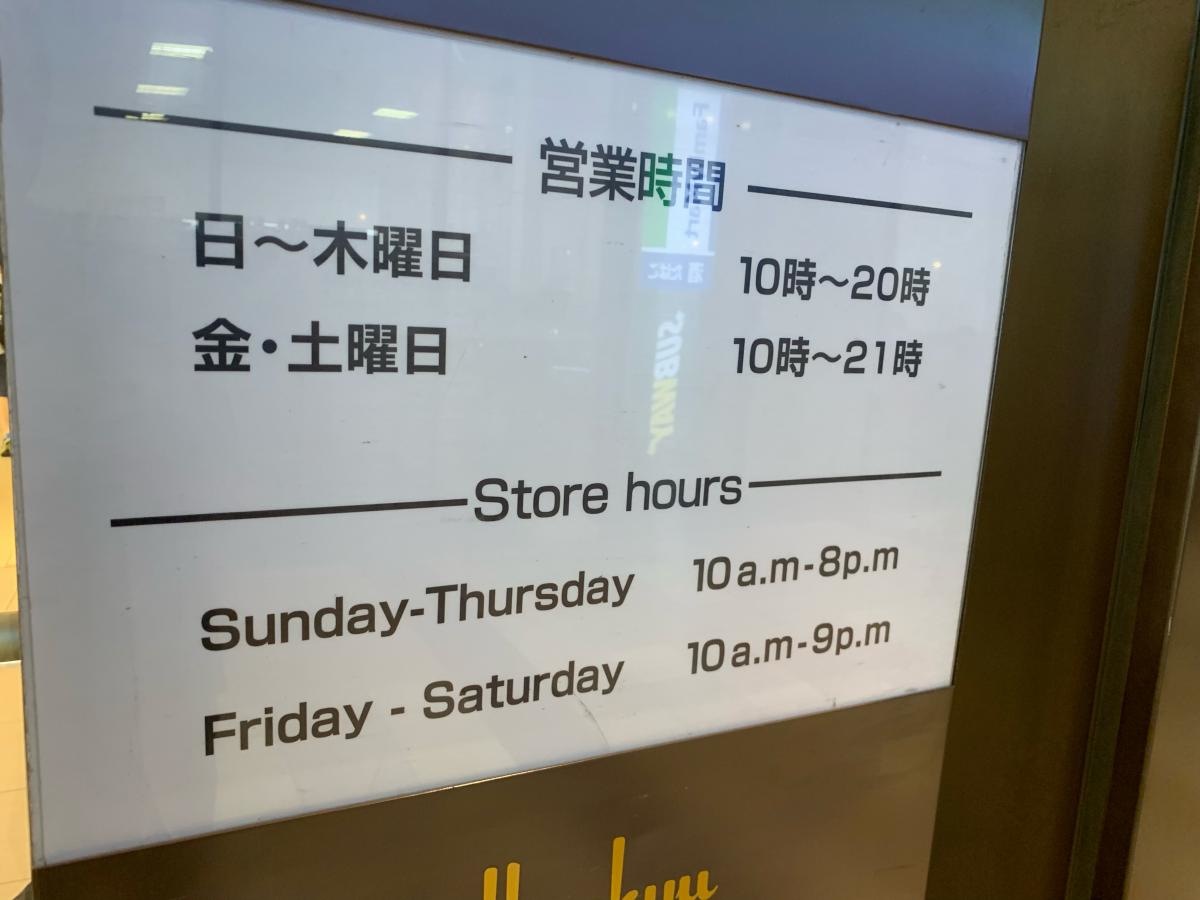 営業時間
日～木曜日 10時～20時
金・土曜日 10時～21時
Store hours
Sunday-Thursday 10a.m-8p.m
Friday - Saturday 10a.m-9p.m
SUBWAY